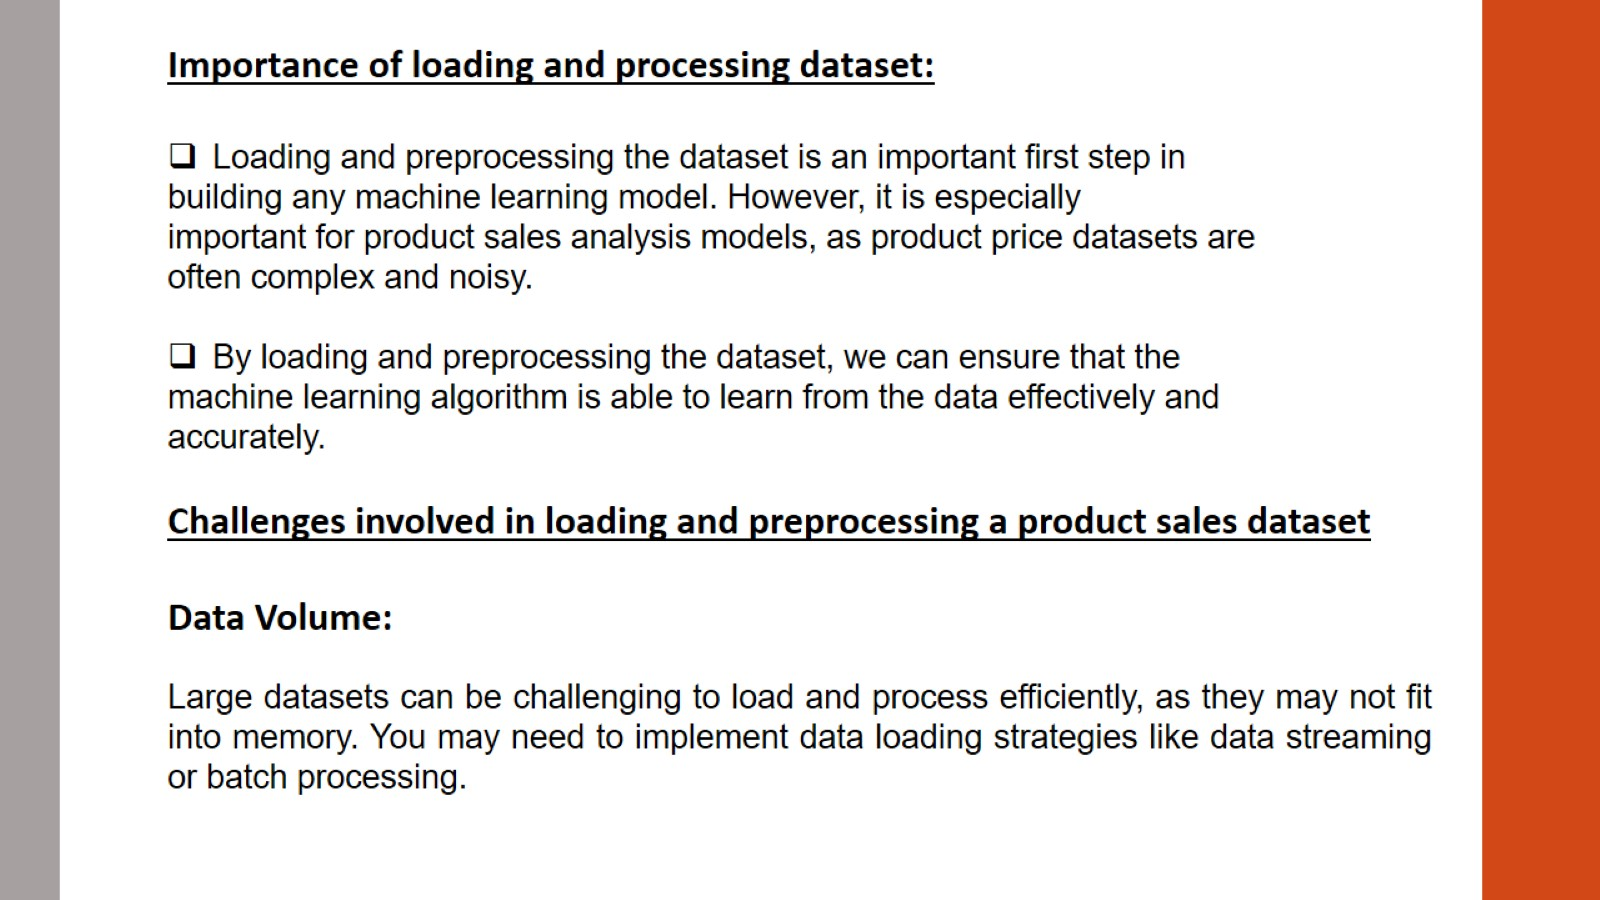 Importance of loading and processing dataset:
❑ Loading and preprocessing the dataset is an important first step in
building any machine learning model. However, it is especially
important for product sales analysis models, as product price datasets are
often complex and noisy.
❑ By loading and preprocessing the dataset, we can ensure that the
machine learning algorithm is able to learn from the data effectively and
accurately.
Challenges involved in loading and preprocessing a product sales dataset
Data Volume:
Large datasets can be challenging to load and process efficiently, as they may not fit
into memory. You may need to implement data loading strategies like data streaming
or batch processing.